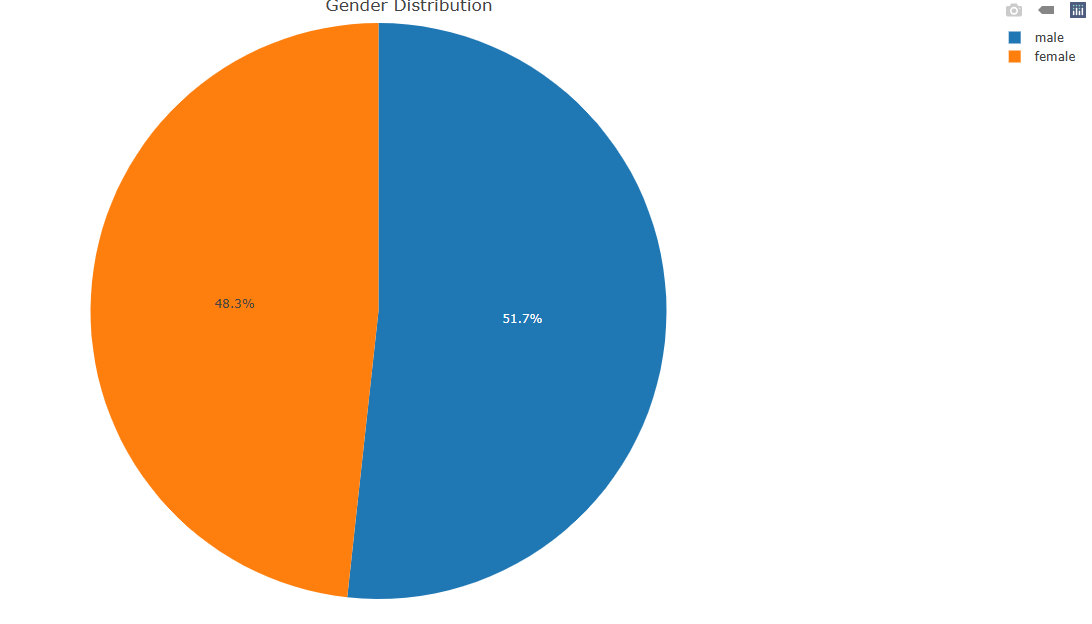 Gender Distribution
male
female
48.3%
51.7%